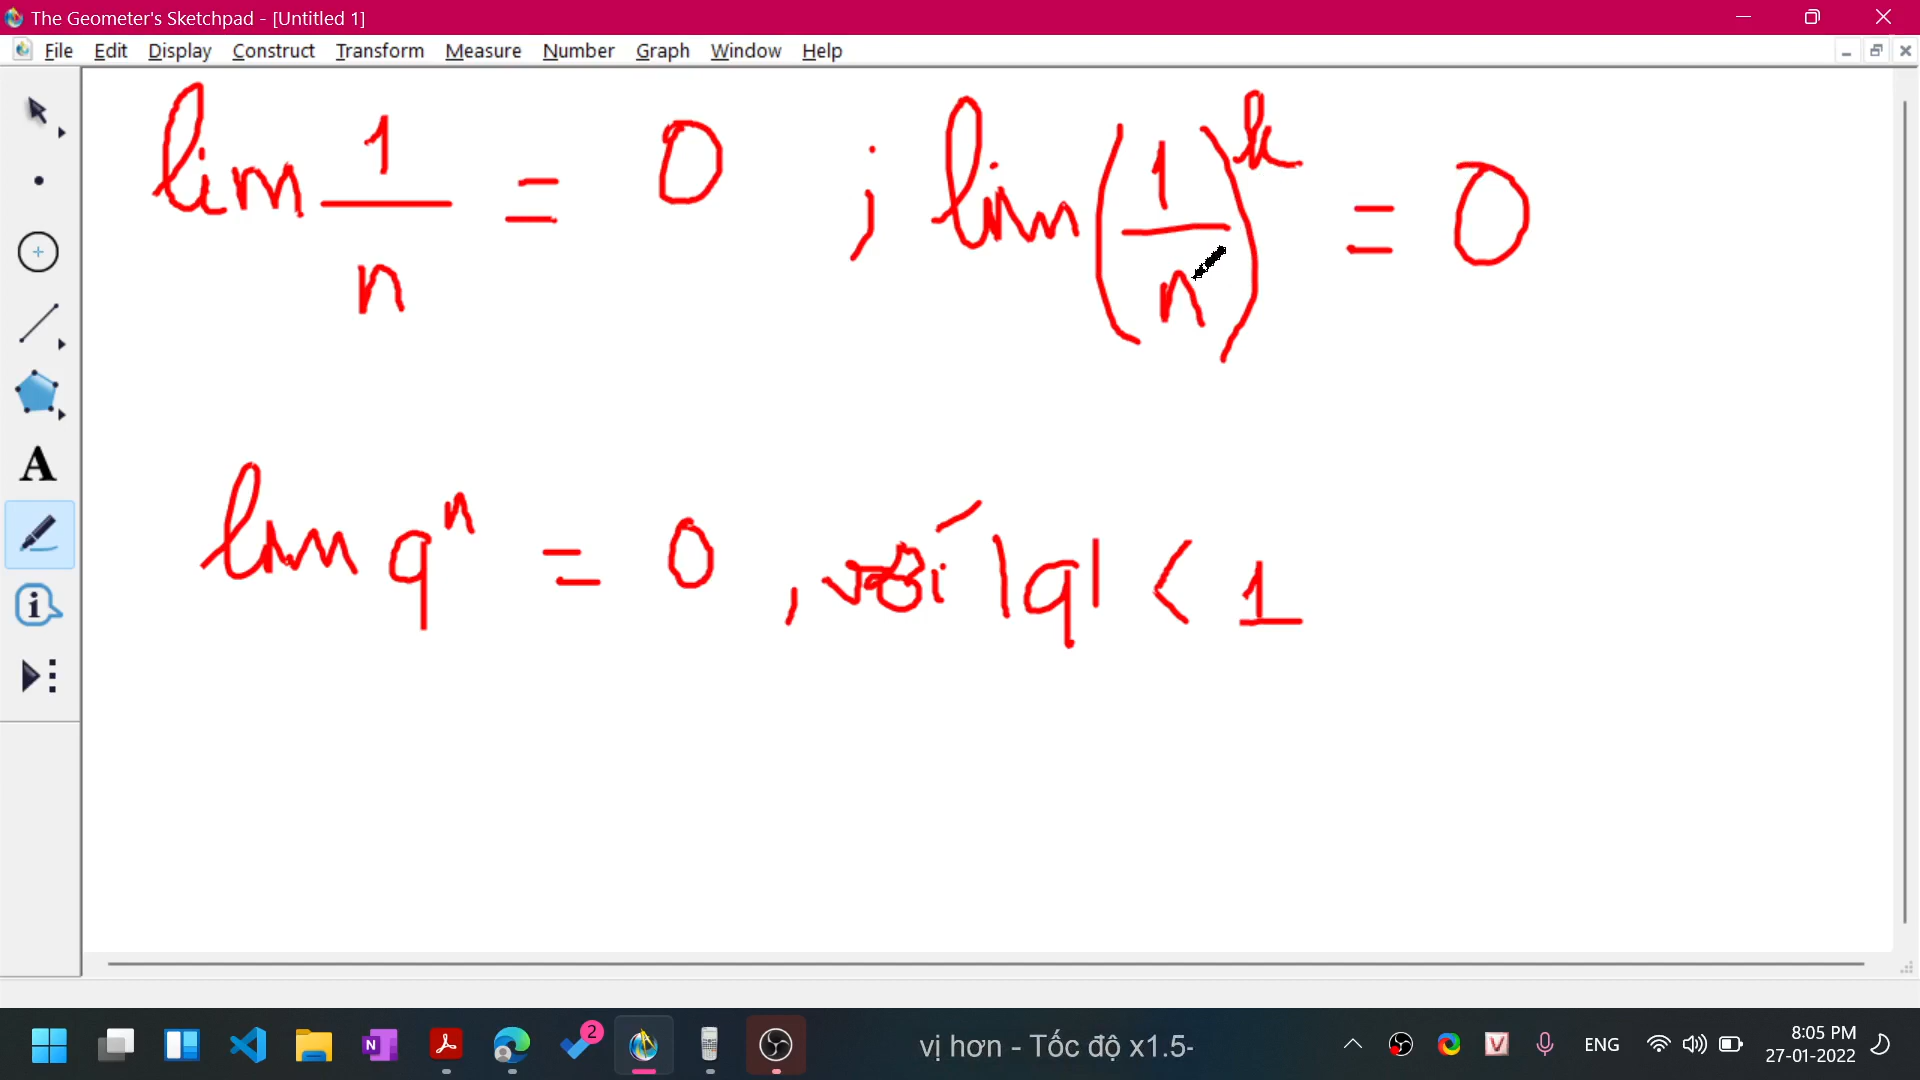 The Geometer's Sketchpad - [Untitled 1]
File Edit Display Construct Transform Measure Number Graph Window Help
lim 1/n = 0 ; lim (1/n)^k = 0
A
lim q^n = 0 , với |q| < 1
i
N
2
vị hơn - Tốc độ x1.5-
V
ENG
8:05 PM
27-01-2022